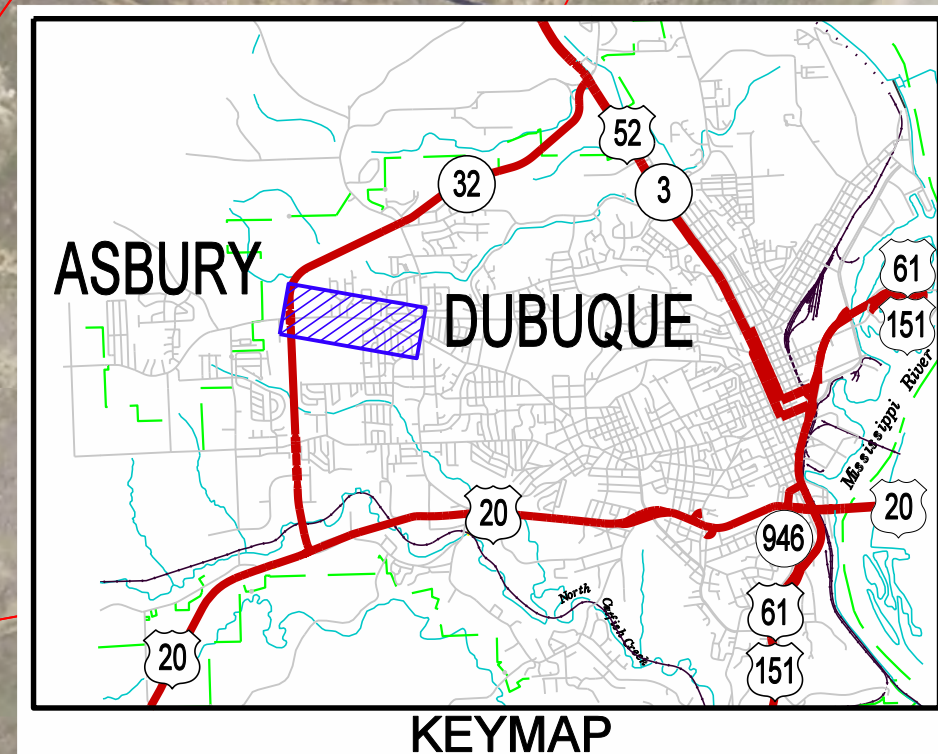 52
32
3
ASBURY
61
DUBUQUE
151
Mississippi River
20
20
946
North
Catfish Creek
61
20
151
KEYMAP